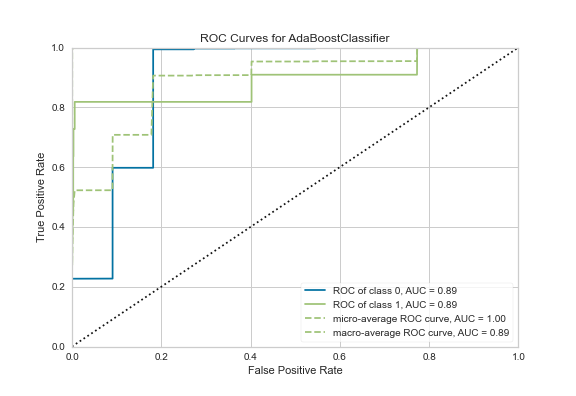 ROC Curves for AdaBoostClassifier
1.0
0.8
0.6
0.4
0.2
0.0
True Positive Rate
ROC of class 0, AUC = 0.89
ROC of class 1, AUC = 0.89
micro-average ROC curve, AUC = 1.00
macro-average ROC curve, AUC = 0.89
0.0 0.2 0.4 0.6 0.8 1.0
False Positive Rate